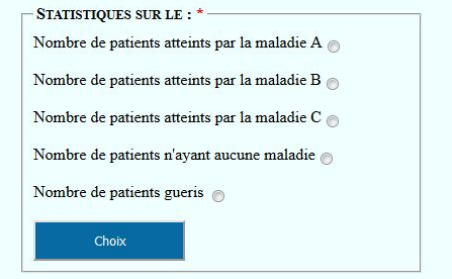 STATISTIQUES SUR LE : *
Nombre de patients atteints par la maladie A
Nombre de patients atteints par la maladie B
Nombre de patients atteints par la maladie C
Nombre de patients n'ayant aucune maladie
Nombre de patients gueris
Choix